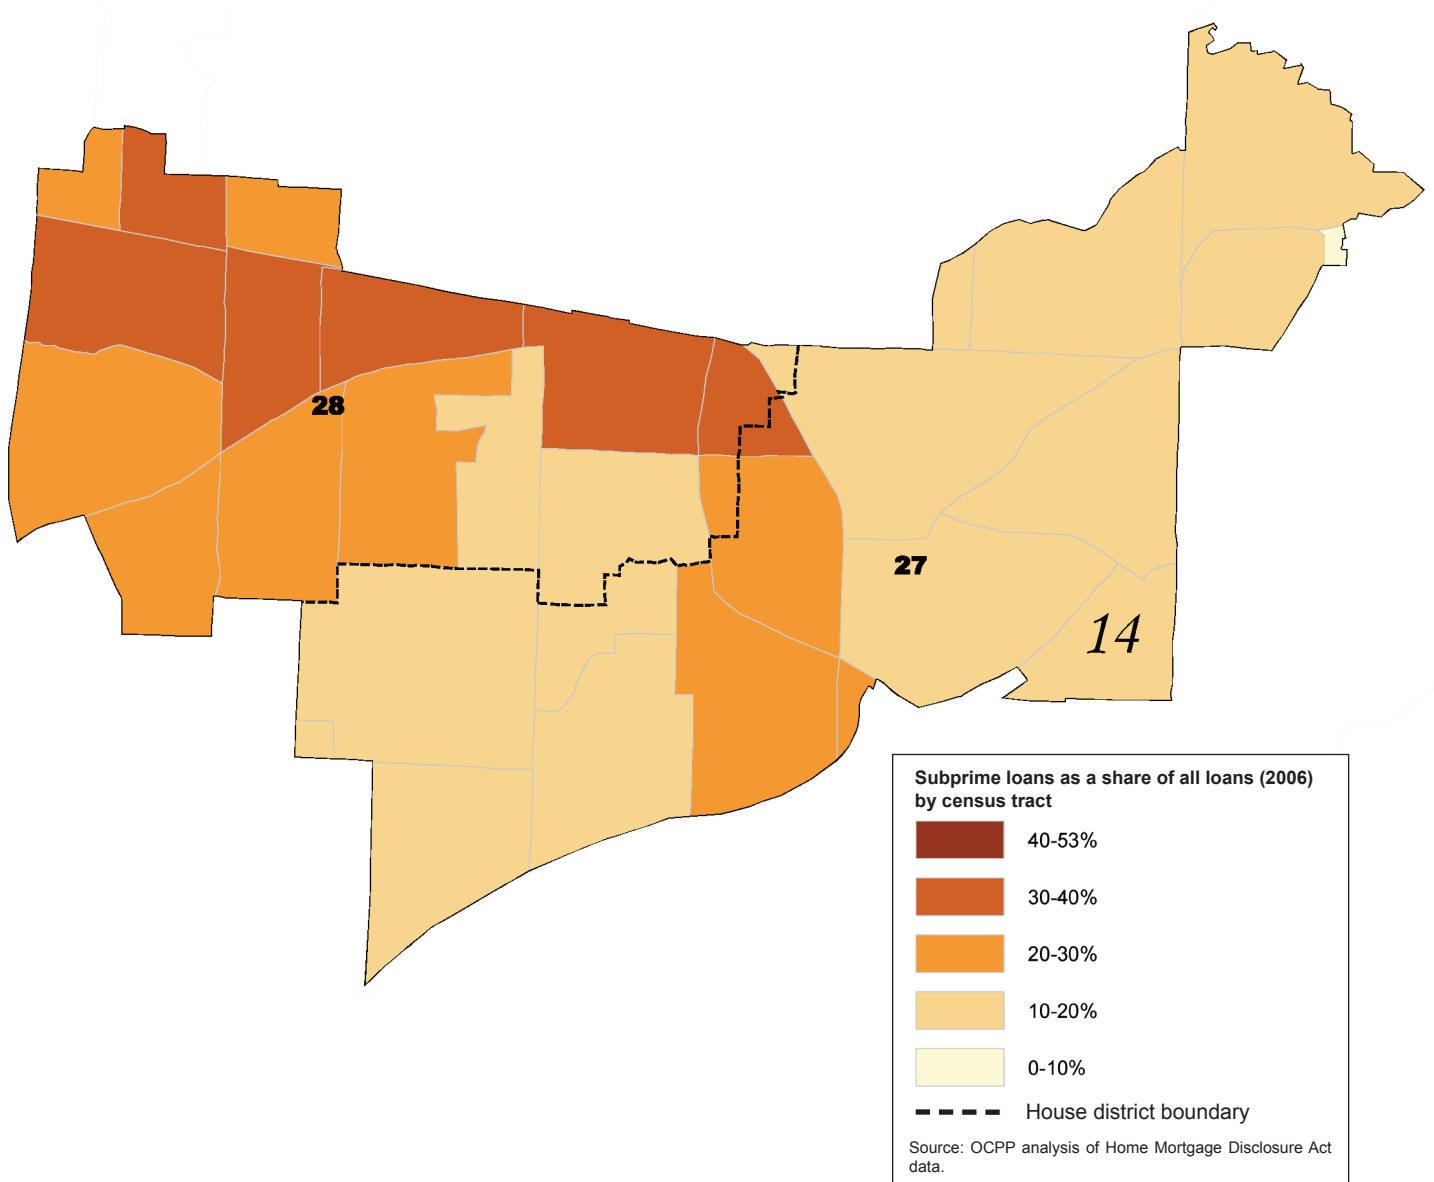 28
27
14
Subprime loans as a share of all loans (2006)
by census tract
40-53%
30-40%
20-30%
10-20%
0-10%
House district boundary
Source: OCPP analysis of Home Mortgage Disclosure Act
data.